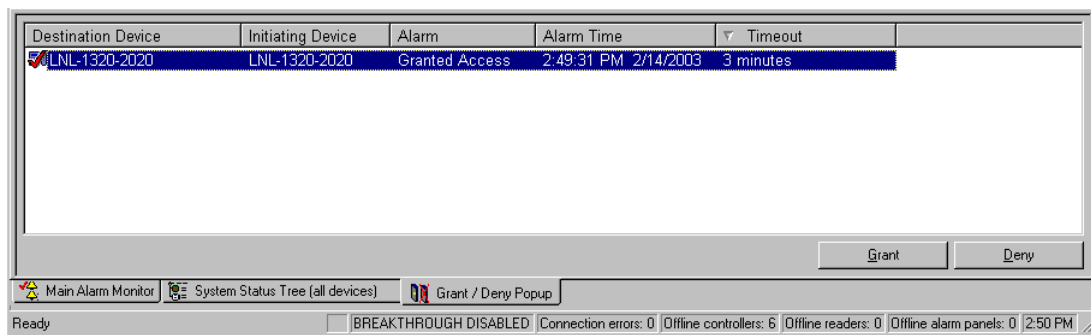 Destination Device Initiating Device Alarm Alarm Time Timeout
LNL-1320-2020 LNL-1320-2020 Granted Access 2:49:31 PM 2/14/2003 3 minutes
Grant Deny
Main Alarm Monitor System Status Tree (all devices) Grant / Deny Popup
Ready BREAKTHROUGH DISABLED Connection errors: 0 Offline controllers: 6 Offline readers: 0 Offline alarm panels: 0 2:50 PM